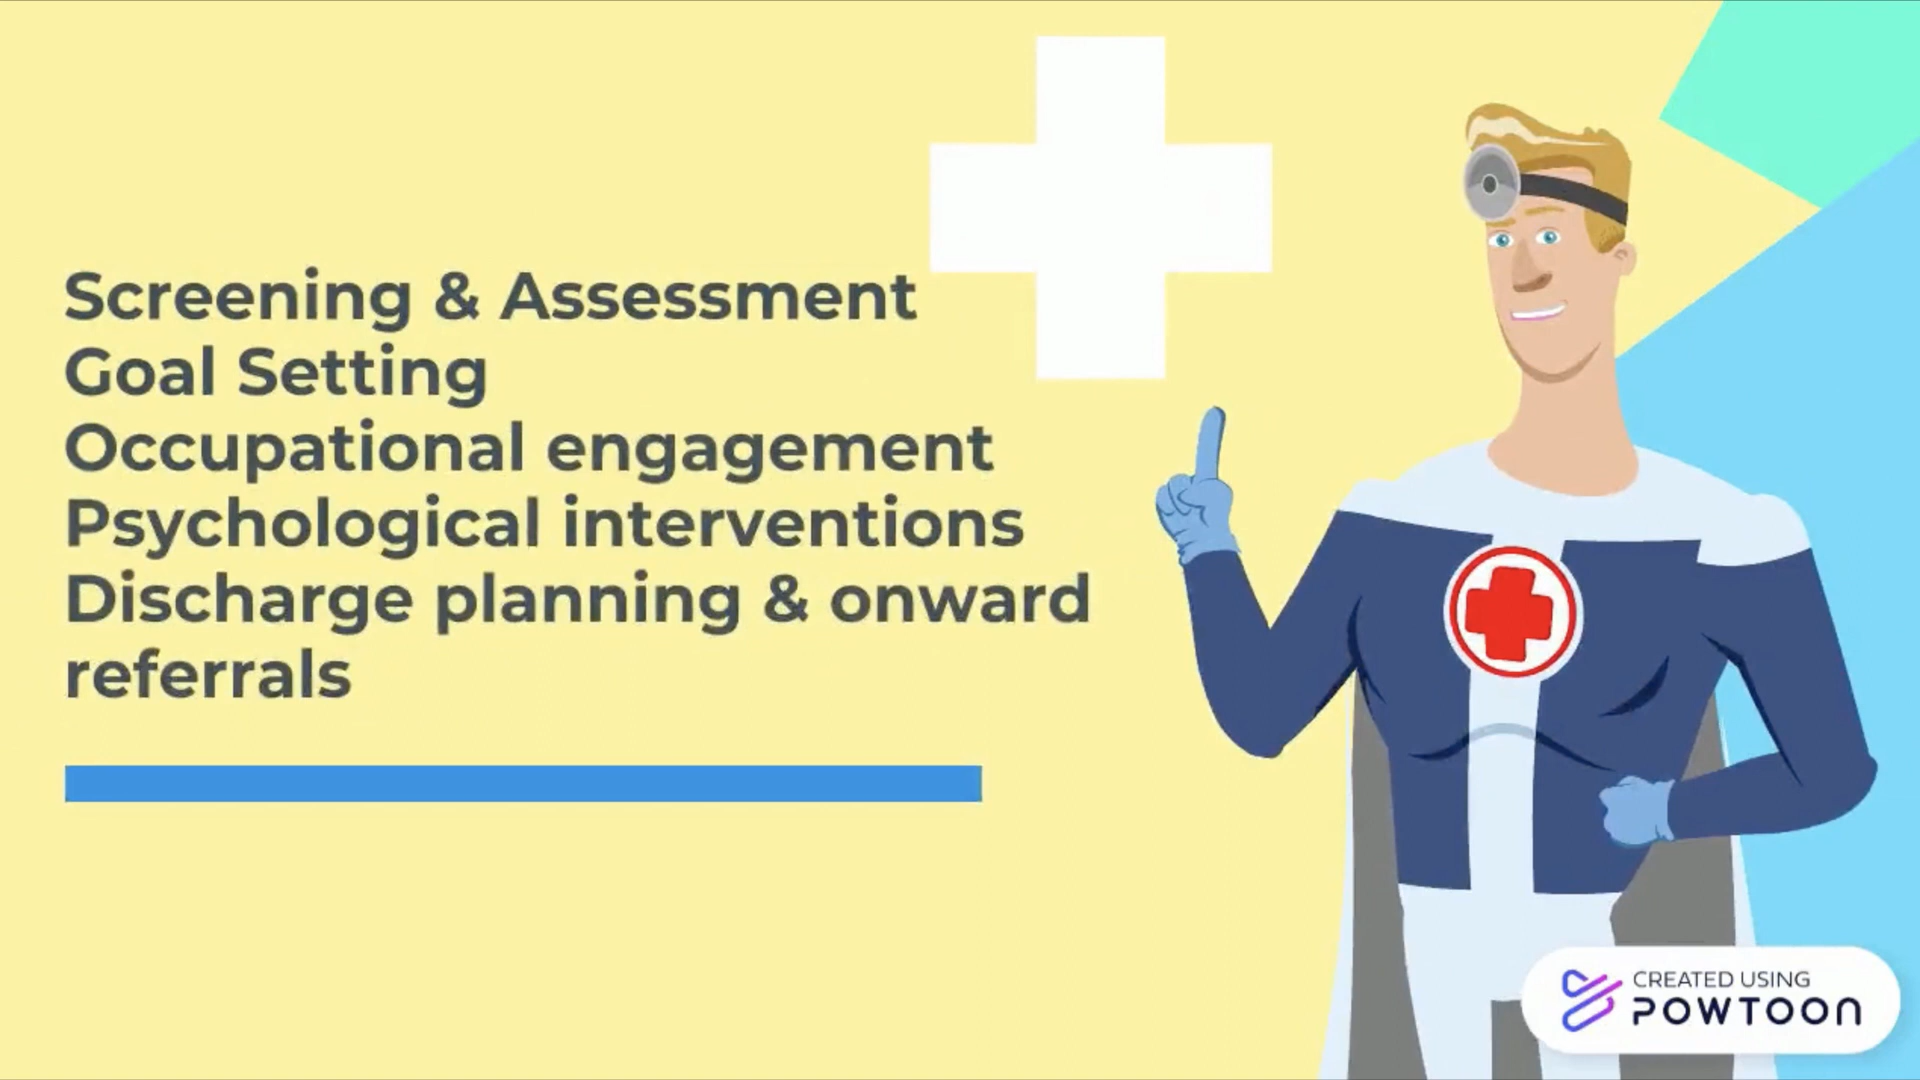 Screening & Assessment
Goal Setting
Occupational engagement
Psychological interventions
Discharge planning & onward
referrals
CREATED USING
POWTOON